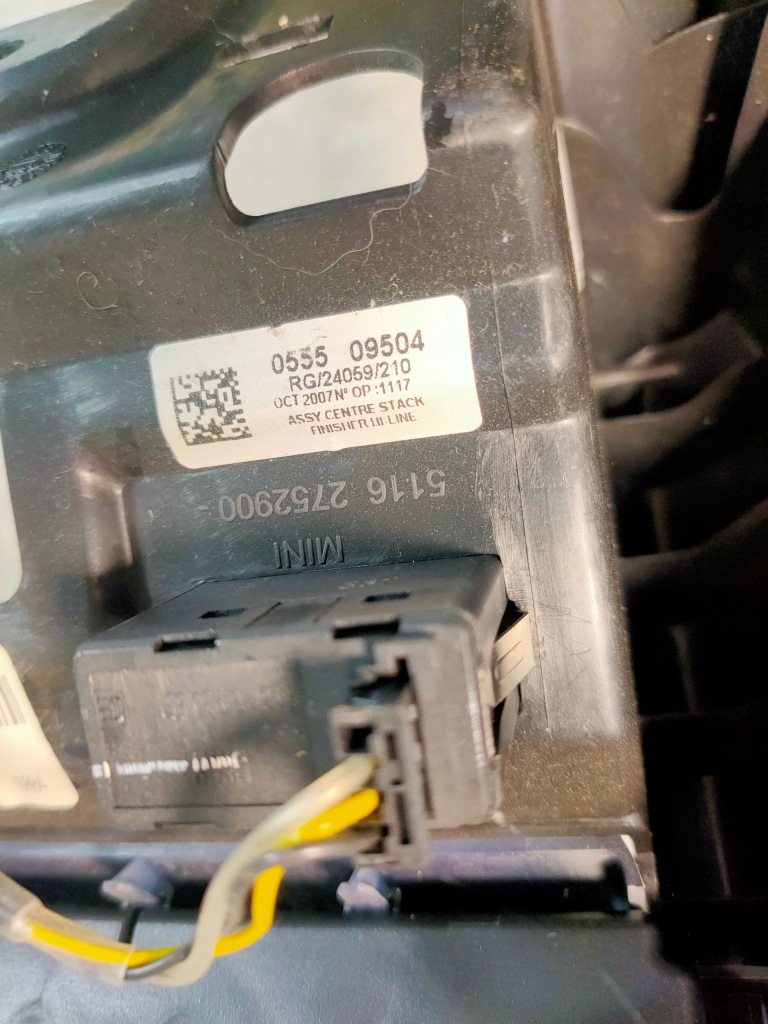 0555 09504
RG/24059/210
OCT 2007 N° OP :1117
ASSY CENTRE STACK
FINISHER HI-LINE
5116 2752900
MINI